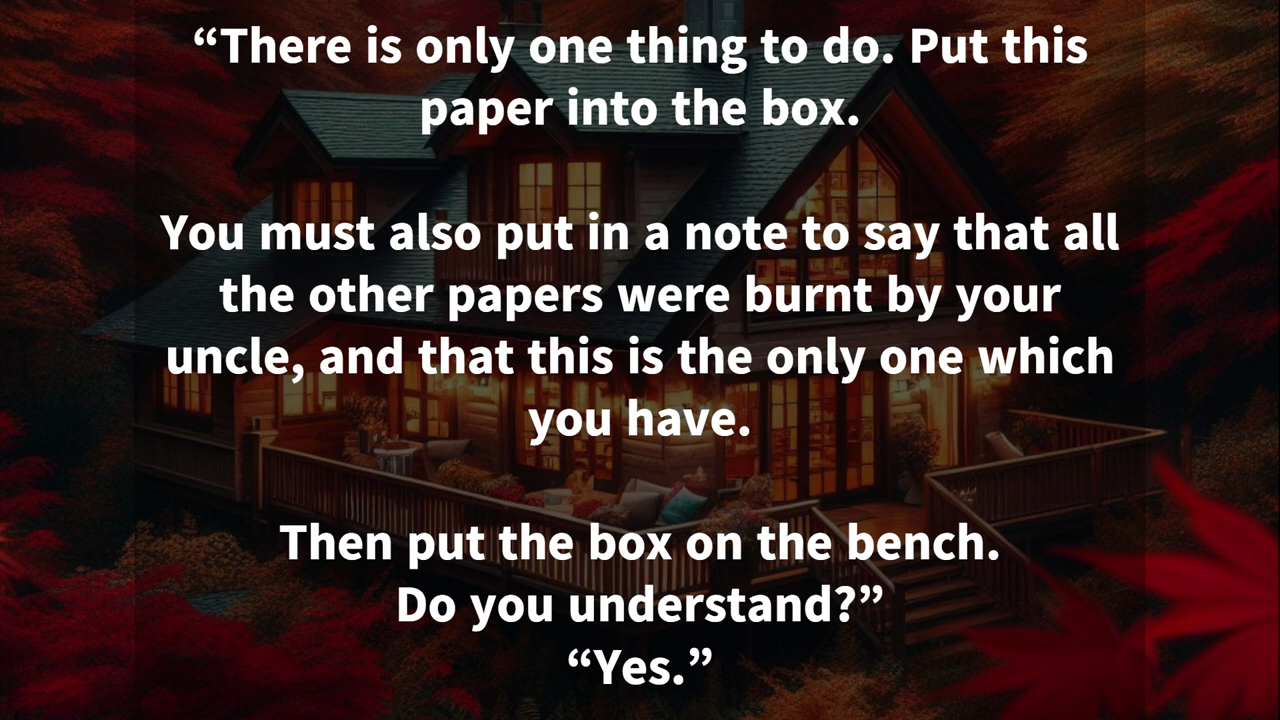 “There is only one thing to do. Put this
paper into the box.
You must also put in a note to say that all
the other papers were burnt by your
uncle, and that this is the only one which
you have.
Then put the box on the bench.
Do you understand?”
“Yes.”